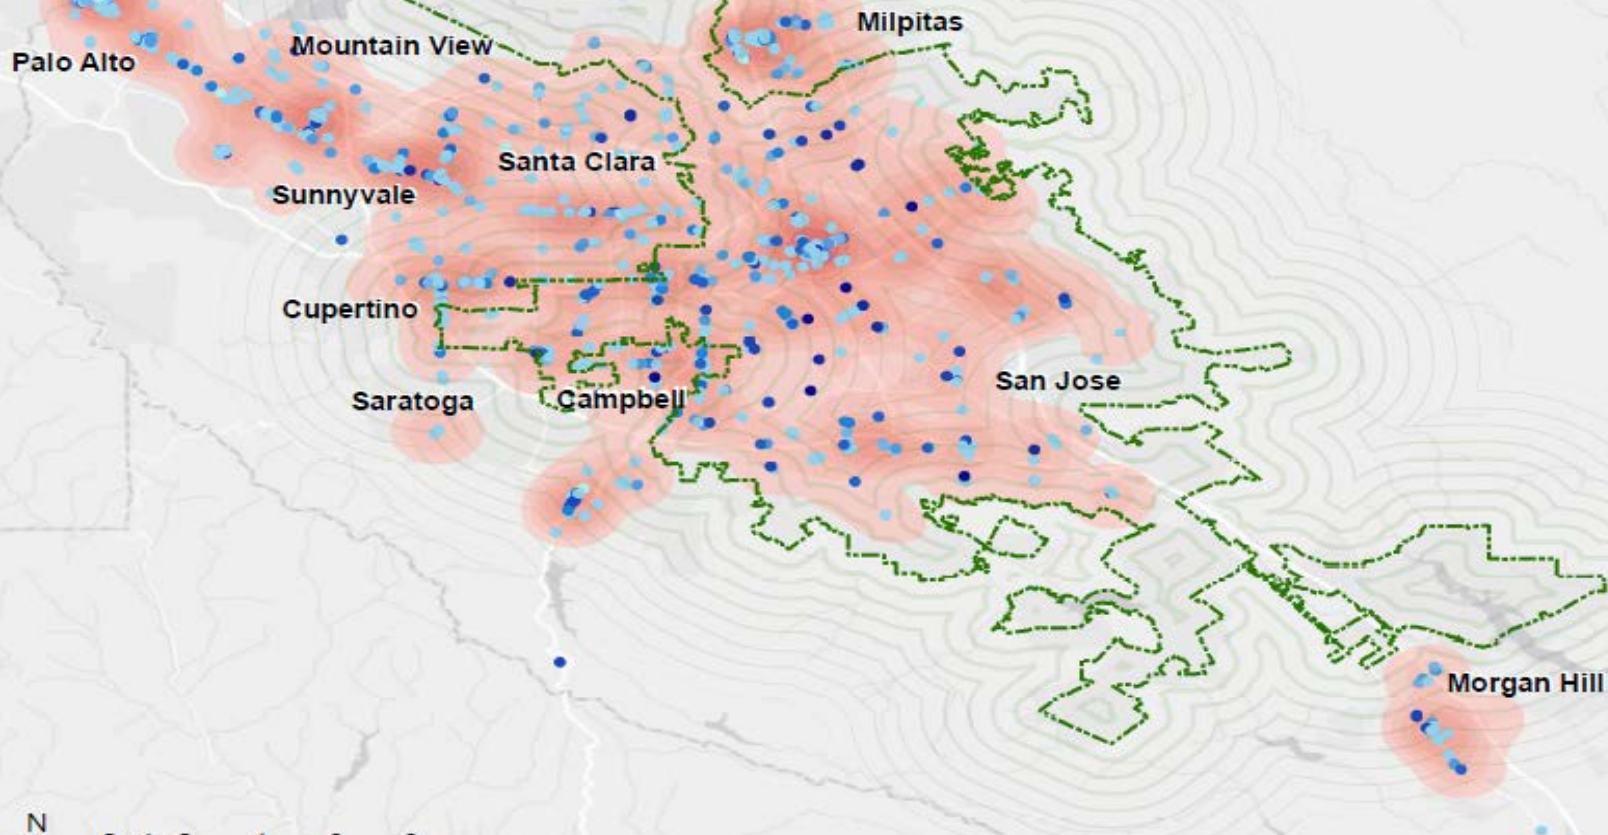 Milpitas
Mountain View
Palo Alto
Santa Clara
Sunnyvale
Cupertino
San Jose
Saratoga
Campbell
Morgan Hill
N